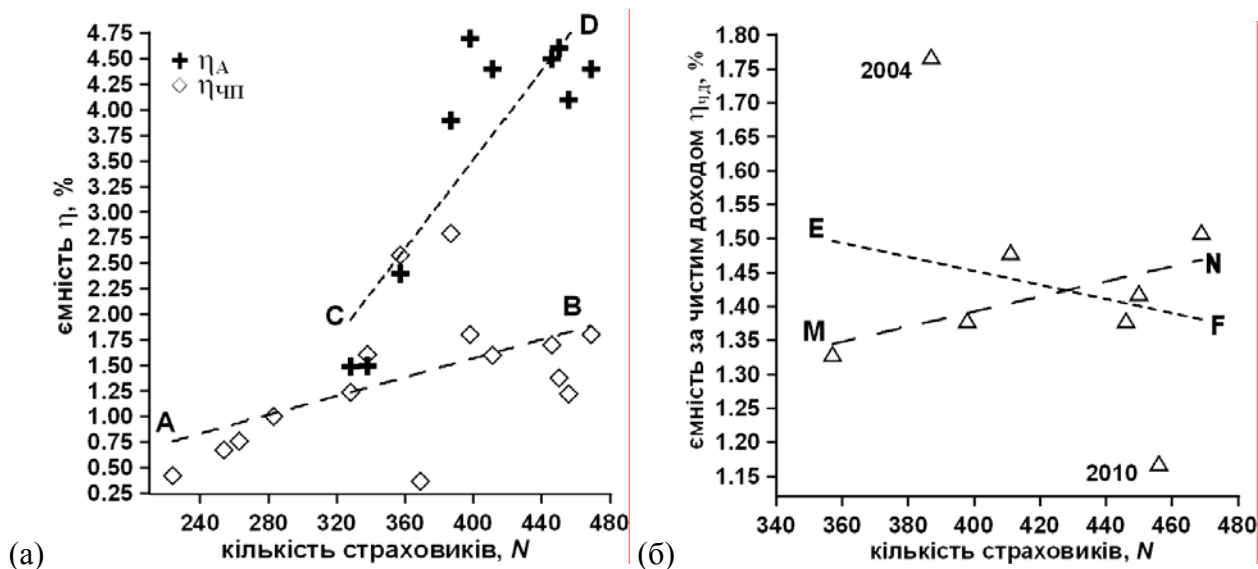 4.75
4.50
4.25
4.00
3.75
3.50
3.25
3.00
2.75
2.50
2.25
2.00
1.75
1.50
1.25
1.00
0.75
0.50
0.25
ємність η, %
η А
η ЧП
A
B
C
D
240 280 320 360 400 440 480
кількість страховиків, N
(а)
1.80
1.75
1.70
1.65
1.60
1.55
1.50
1.45
1.40
1.35
1.30
1.25
1.20
1.15
ємність за чистим доходом ηчд, %
2004
E
N
M
F
2010
340 360 380 400 420 440 460 480
кількість страховиків, N
(б)